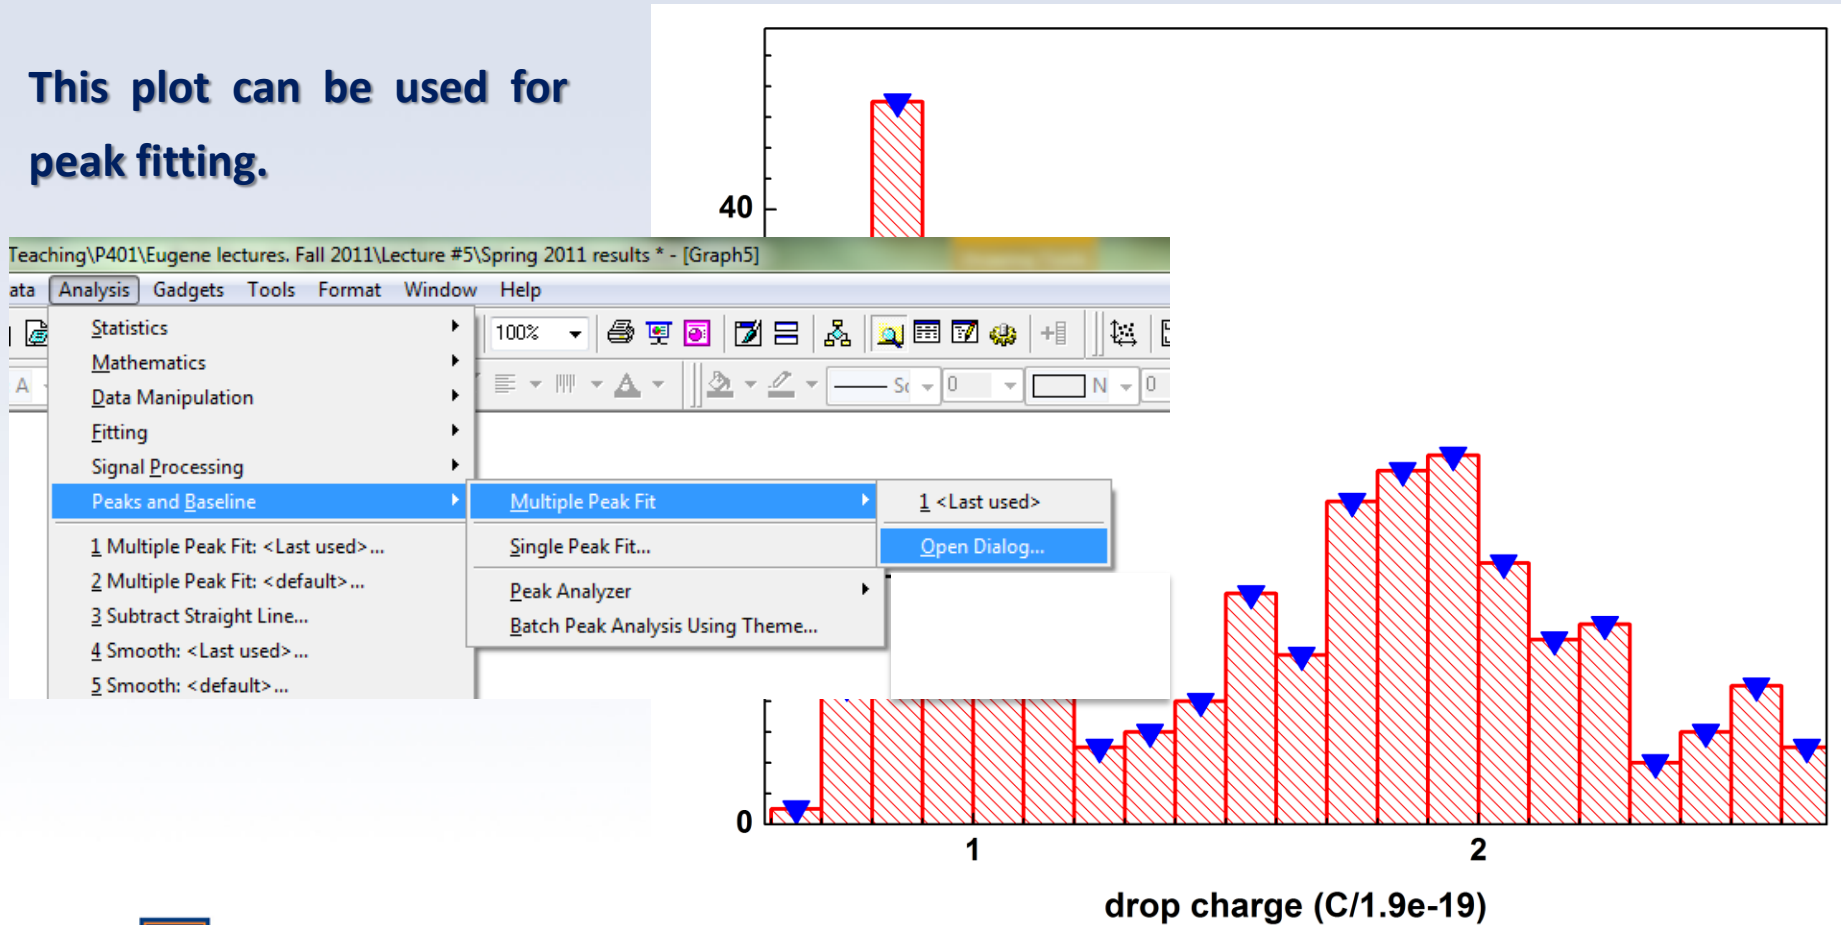 This plot can be used for
peak fitting.
40
Teaching\P401\Eugene lectures. Fall 2011\Lecture #5\Spring 2011 results * - [Graph5]
ata Analysis Gadgets Tools Format Window Help
Statistics
100%
Mathematics
A
0
N
0
Data Manipulation
Fitting
Signal Processing
Peaks and Baseline
Multiple Peak Fit
1 <Last used>
1 Multiple Peak Fit: <Last used>...
Single Peak Fit...
Open Dialog...
2 Multiple Peak Fit: <default>...
Peak Analyzer
3 Subtract Straight Line...
Batch Peak Analysis Using Theme...
4 Smooth: <Last used>...
5 Smooth: <default>...
0
1 2
drop charge (C/1.9e-19)